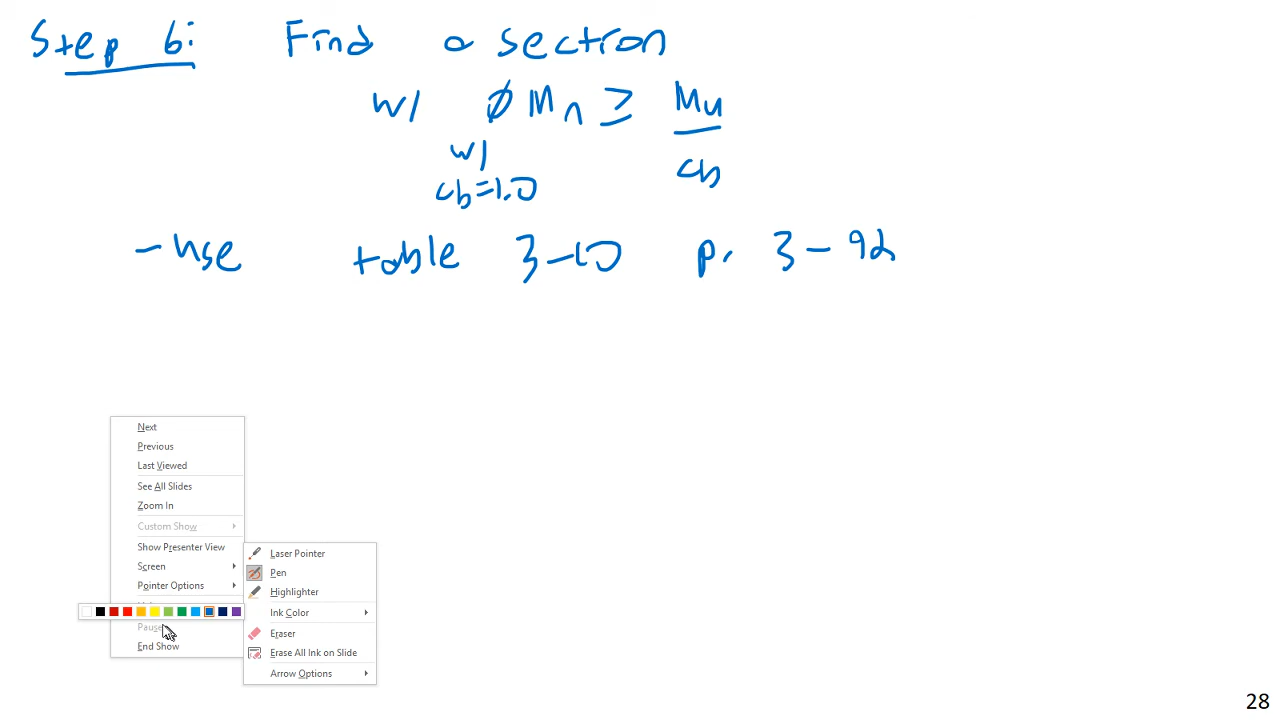 Step 6: Find a section
w/ ϕMn ≥ Mu
w/ cb
cb=1.0
- use table 3-10 p. 3-92
Next
Previous
Last Viewed
See All Slides
Zoom In
Custom Show
Show Presenter View
Screen
Pointer Options
Pause
End Show
Laser Pointer
Pen
Highlighter
Ink Color
Eraser
Erase All Ink on Slide
Arrow Options
28